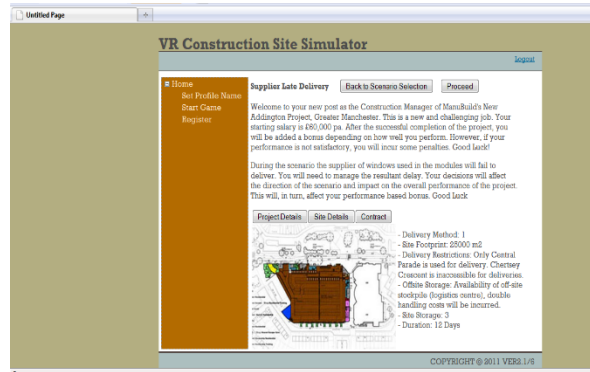 Untitled Page
VR Construction Site Simulator
Logout
Home
Set Profile Name
Start Game
Register
Supplier Late Delivery
Back to Scenario Selection
Proceed
Welcome to your new post as the Construction Manager of ManuBuild's New
Addington Project, Greater Manchester. This is a new and challenging job. Your
starting salary is £60,000 pa. After the successful completion of the project, you
will be added a bonus depending on how well you perform. However, if your
performance is not satisfactory, you will incur some penalties. Good Luck!
During the scenario the supplier of windows used in the modules will fail to
deliver. You will need to manage the resultant delay. Your decisions will affect
the direction of the scenario and impact on the overall performance of the project.
This will, in turn, affect your performance based bonus. Good Luck
Project Details
Site Details
Contract
- Delivery Method: 1
- Site Footprint: 25000 m2
- Delivery Restrictions: Only Central
Parade is used for delivery. Chertsey
Crescent is inaccessible for deliveries.
- Offsite Storage: Availability of off-site
stockpile (logistics centre), double
handling costs will be incurred.
- Site Storage: 3
- Duration: 12 Days
COPYRIGHT @ 2011 VER2.1/6